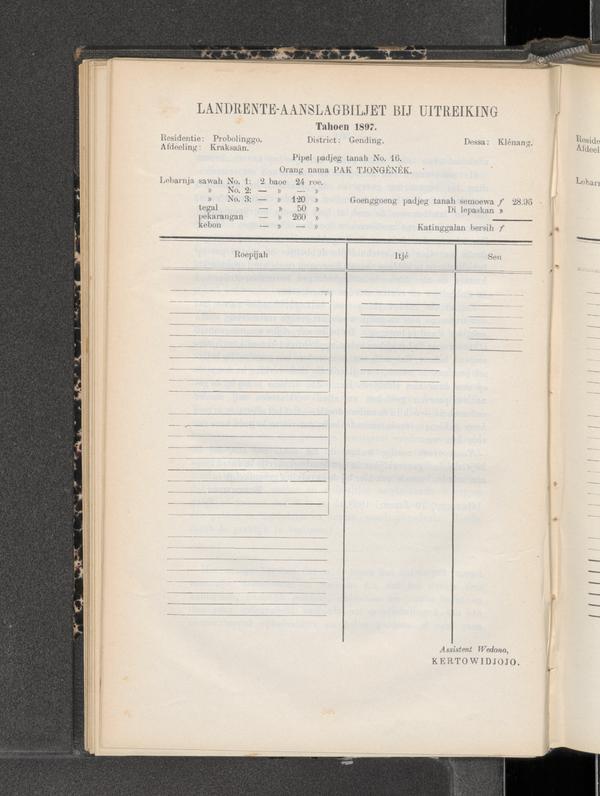 LANDRENTE-AANSLAGBILJET BIJ UITREIKING
Tahoen 1897.
Residentie: Probolinggo. District: Gending. Dessa: Klénang.
Afdeeling: Kraksaän.
Pipel padjeg tanah No. 16.
Orang nama PAK TJONGÈNÈK.
Lebarnja sawah No. 1: 2 baoe 24 roe.
» No. 2: — » — »
» No. 3: — » 120 » Goenggoeng padjeg tanah semoewa f 28.95
tegal — » 50 » Di lepaskan »
pekarangan — » 260 »
kebon — » — » Katinggalan bersih f
Roepijah Itjé Sen
Assistent Wedono,
KERTOWIDJOJO.